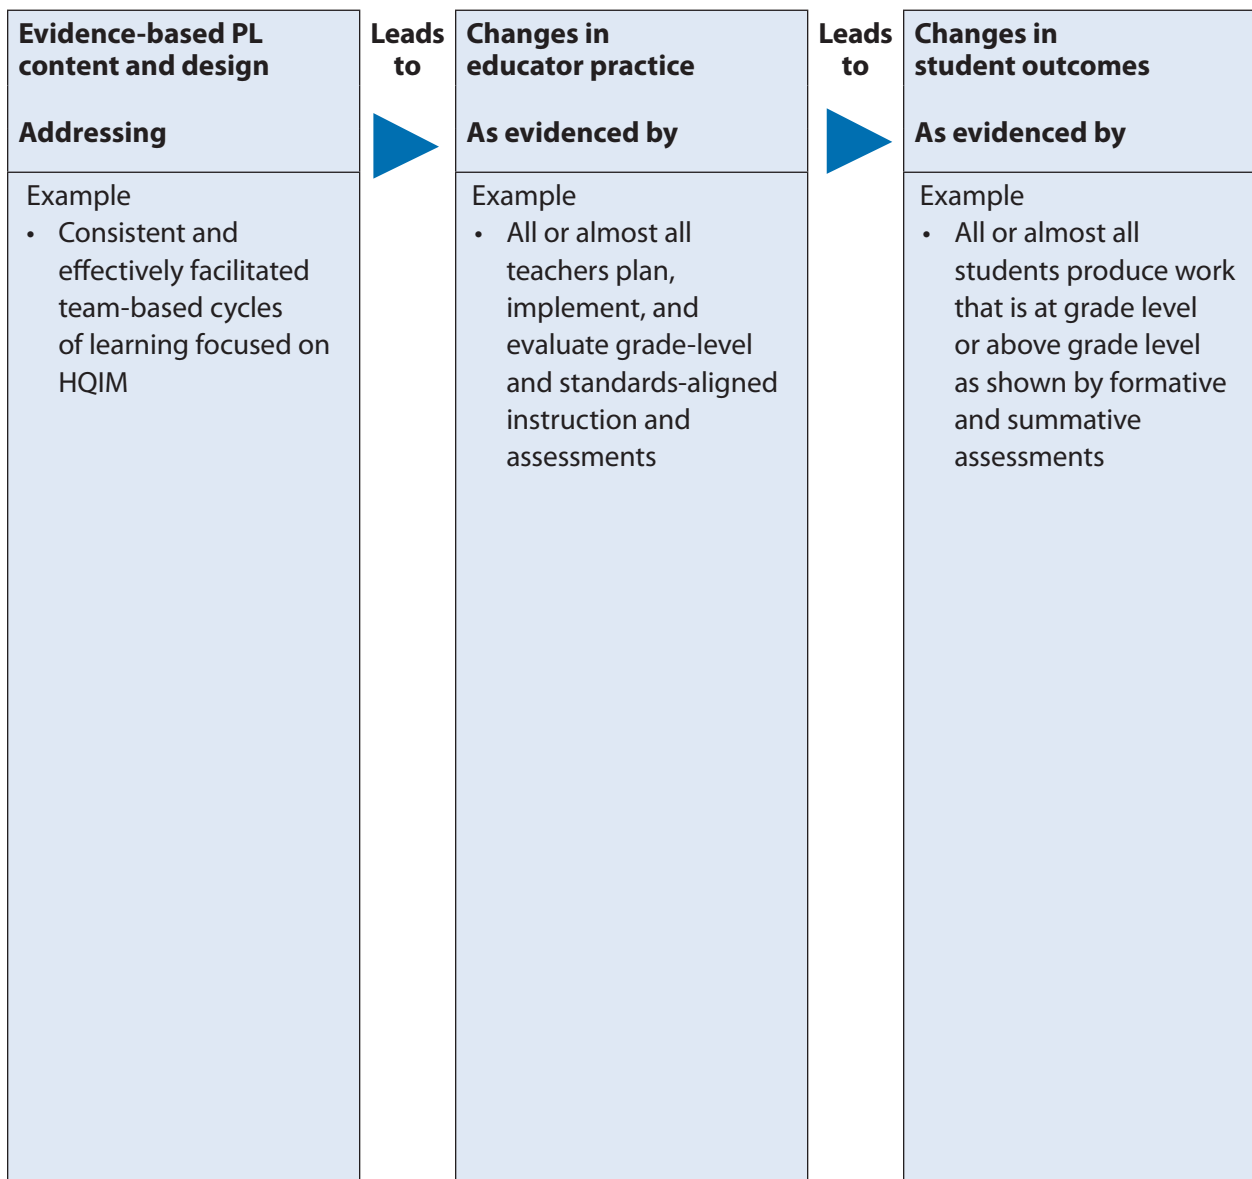 Evidence-based PL
content and design
Addressing
Example
• Consistent and
effectively facilitated
team-based cycles
of learning focused on
HQIM
Leads
to
Changes in
educator practice
As evidenced by
Example
• All or almost all
teachers plan,
implement, and
evaluate grade-level
and standards-aligned
instruction and
assessments
Leads
to
Changes in
student outcomes
As evidenced by
Example
• All or almost all
students produce work
that is at grade level
or above grade level
as shown by formative
and summative
assessments